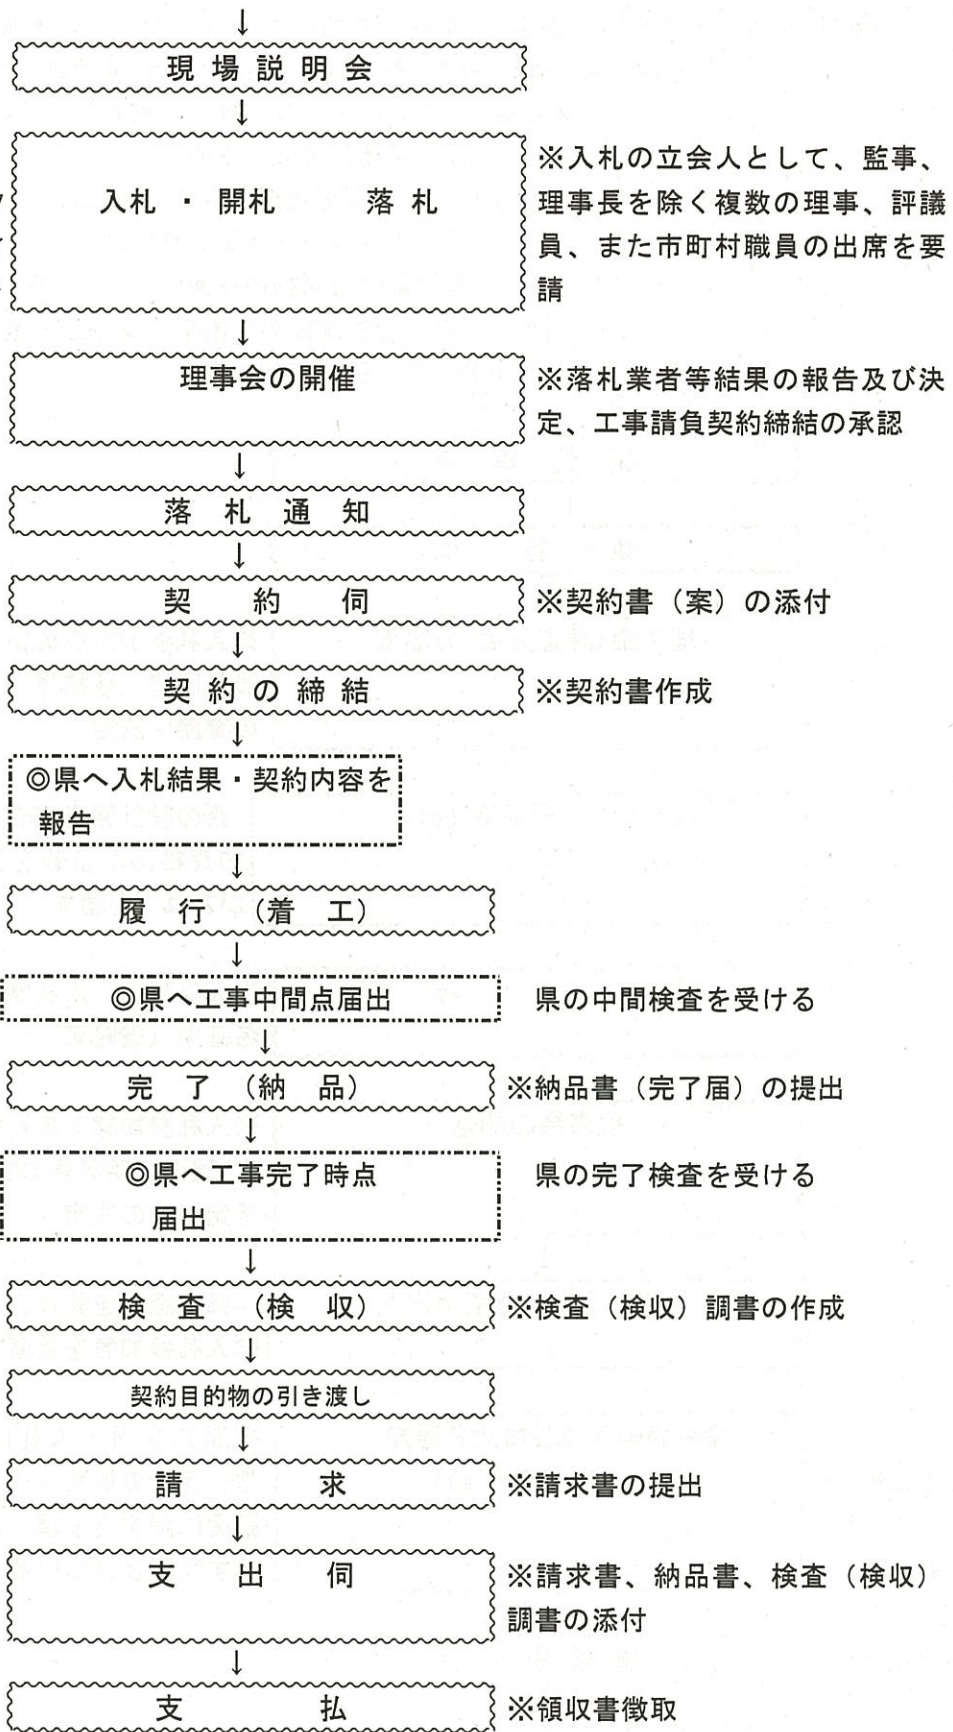 ↓
現場説明会
↓
入札・開札　落札
※入札の立会人として、監事、
理事長を除く複数の理事、評議
員、また市町村職員の出席を要
請
↓
理事会の開催
※落札業者等結果の報告及び決
定、工事請負契約締結の承認
↓
落札通知
↓
契約伺
※契約書（案）の添付
↓
契約の締結
※契約書作成
↓
◎県へ入札結果・契約内容を
報告
↓
履行（着工）
↓
◎県へ工事中間点届出
県の中間検査を受ける
↓
完了（納品）
※納品書（完了届）の提出
↓
◎県へ工事完了時点
届出
県の完了検査を受ける
↓
検査（検収）
※検査（検収）調書の作成
↓
契約目的物の引き渡し
↓
請求
※請求書の提出
↓
支出伺
※請求書、納品書、検査（検収）
調書の添付
↓
支払
※領収書徴取